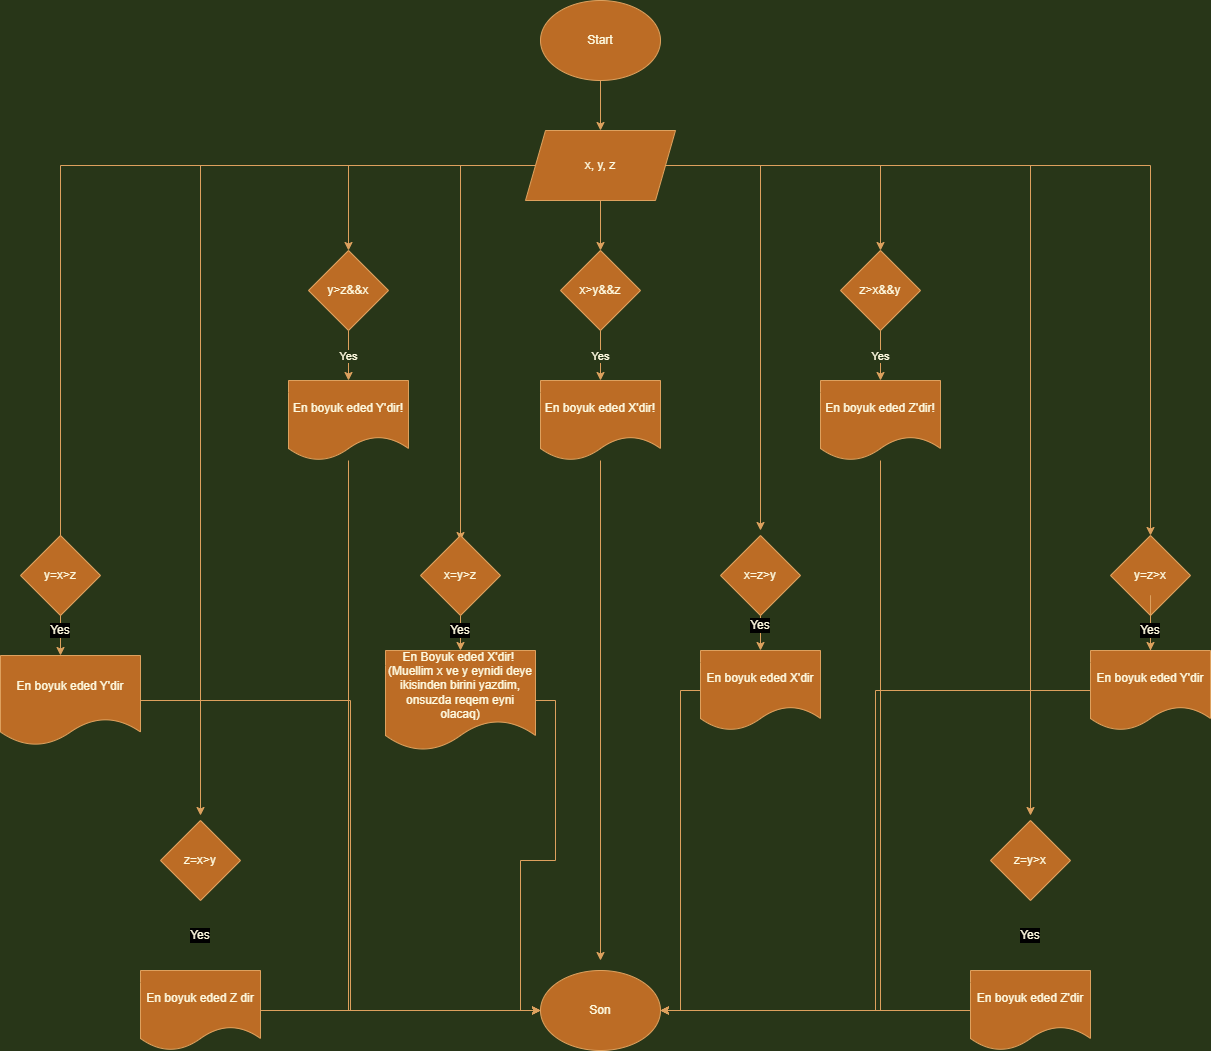 Start
x, y, z
y>z&&x
x>y&&z
z>x&&y
Yes
Yes
Yes
En boyuk eded Y'dir!
En boyuk eded X'dir!
En boyuk eded Z'dir!
y=x>z
x=y>z
x=z>y
y=z>x
Yes
Yes
Yes
Yes
En boyuk eded Y'dir
En Boyuk eded X'dir!
(Muellim x ve y eynidi deye
ikisinden birini yazdim,
onsuzda reqem eyni
olacaq)
En boyuk eded X'dir
En boyuk eded Y'dir
z=x>y
z=y>x
Yes
Yes
En boyuk eded Z dir
Son
En boyuk eded Z'dir